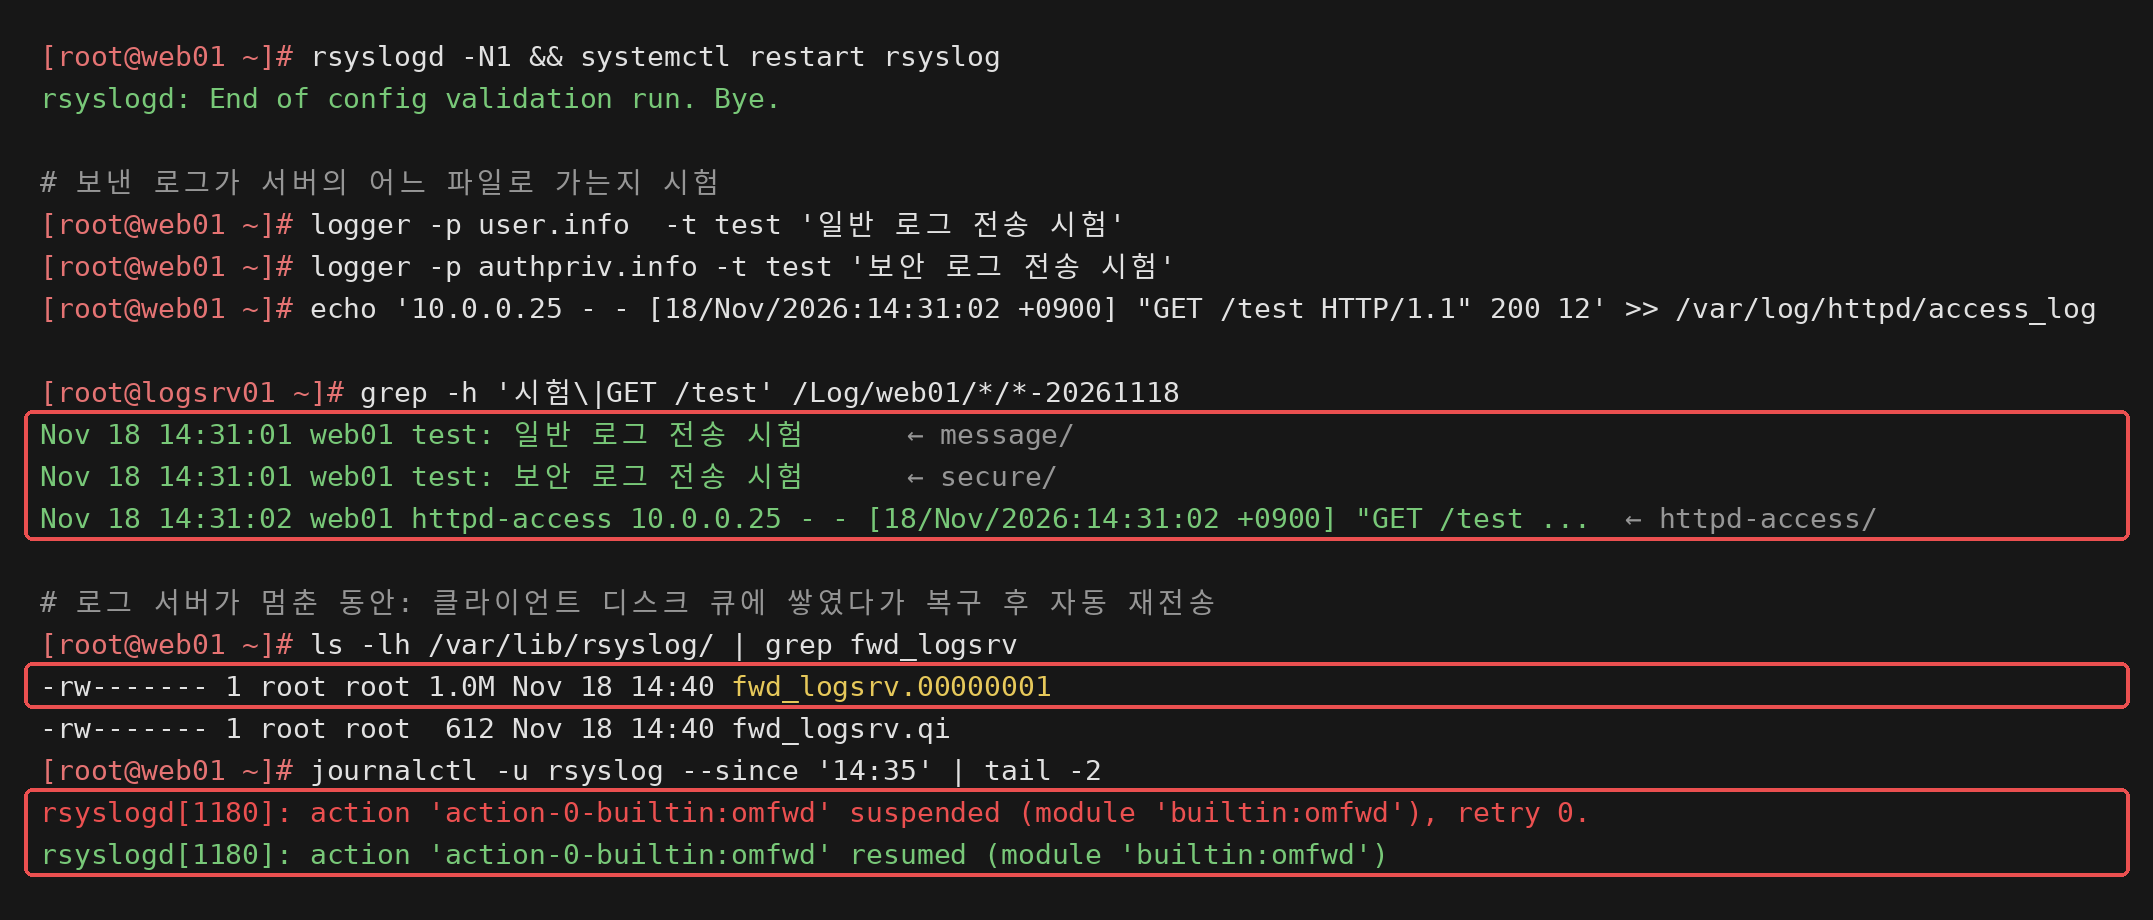 [root@web01 ~]# rsyslogd -N1 && systemctl restart rsyslog
rsyslogd: End of config validation run. Bye.
# 보낸 로그가 서버의 어느 파일로 가는지 시험
[root@web01 ~]# logger -p user.info  -t test '일반 로그 전송 시험'
[root@web01 ~]# logger -p authpriv.info -t test '보안 로그 전송 시험'
[root@web01 ~]# echo '10.0.0.25 - - [18/Nov/2026:14:31:02 +0900] "GET /test HTTP/1.1" 200 12' >> /var/log/httpd/access_log
[root@logsrv01 ~]# grep -h '시험\|GET /test' /Log/web01/*/*-20261118
Nov 18 14:31:01 web01 test: 일반 로그 전송 시험      ← message/
Nov 18 14:31:01 web01 test: 보안 로그 전송 시험      ← secure/
Nov 18 14:31:02 web01 httpd-access 10.0.0.25 - - [18/Nov/2026:14:31:02 +0900] "GET /test ...  ← httpd-access/
# 로그 서버가 멈춘 동안: 클라이언트 디스크 큐에 쌓였다가 복구 후 자동 재전송
[root@web01 ~]# ls -lh /var/lib/rsyslog/ | grep fwd_logsrv
-rw------- 1 root root 1.0M Nov 18 14:40 fwd_logsrv.00000001
-rw------- 1 root root  612 Nov 18 14:40 fwd_logsrv.qi
[root@web01 ~]# journalctl -u rsyslog --since '14:35' | tail -2
rsyslogd[1180]: action 'action-0-builtin:omfwd' suspended (module 'builtin:omfwd'), retry 0.
rsyslogd[1180]: action 'action-0-builtin:omfwd' resumed (module 'builtin:omfwd')